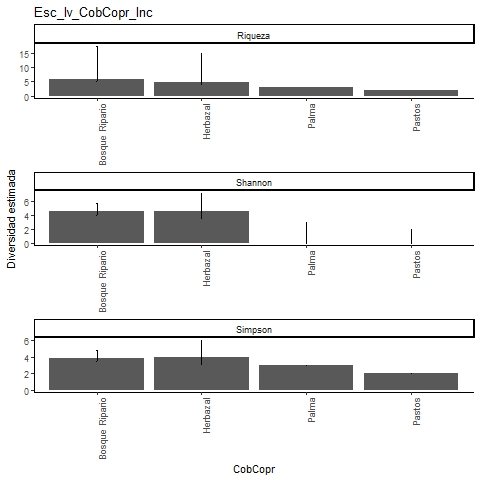 Esc_lv_CobCopr_Inc
Riqueza
15
10
5
0
Bosque Ripario
Herbazal
Palma
Pastos
Shannon
6
4
2
0
Bosque Ripario
Herbazal
Palma
Pastos
Simpson
6
4
2
0
Bosque Ripario
Herbazal
Palma
Pastos
Diversidad estimada
CobCopr